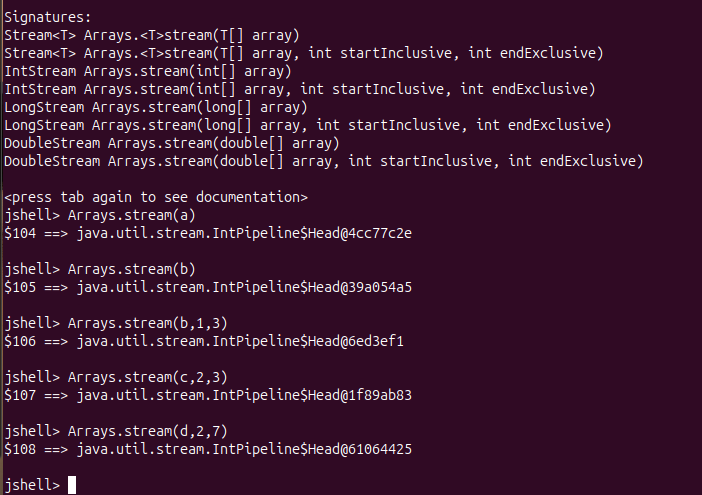 Signatures:
Stream<T> Arrays.<T>stream(T[] array)
Stream<T> Arrays.<T>stream(T[] array, int startInclusive, int endExclusive)
IntStream Arrays.stream(int[] array)
IntStream Arrays.stream(int[] array, int startInclusive, int endExclusive)
LongStream Arrays.stream(long[] array)
LongStream Arrays.stream(long[] array, int startInclusive, int endExclusive)
DoubleStream Arrays.stream(double[] array)
DoubleStream Arrays.stream(double[] array, int startInclusive, int endExclusive)
<press tab again to see documentation>
jshell> Arrays.stream(a)
$104 ==> java.util.stream.IntPipeline$Head@4cc77c2e
jshell> Arrays.stream(b)
$105 ==> java.util.stream.IntPipeline$Head@39a054a5
jshell> Arrays.stream(b,1,3)
$106 ==> java.util.stream.IntPipeline$Head@6ed3ef1
jshell> Arrays.stream(c,2,3)
$107 ==> java.util.stream.IntPipeline$Head@1f89ab83
jshell> Arrays.stream(d,2,7)
$108 ==> java.util.stream.IntPipeline$Head@61064425
jshell>